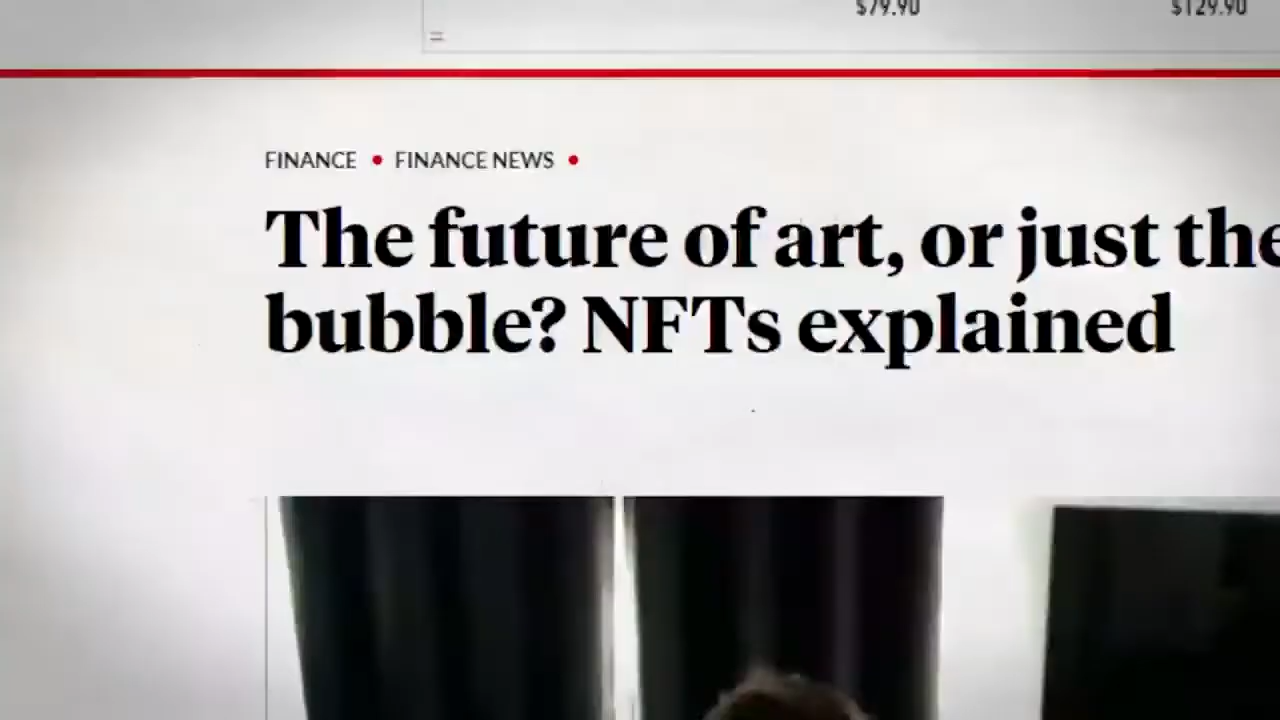 $79.90 $129.90
FINANCE • FINANCE NEWS •
The future of art, or just the
bubble? NFTs explained